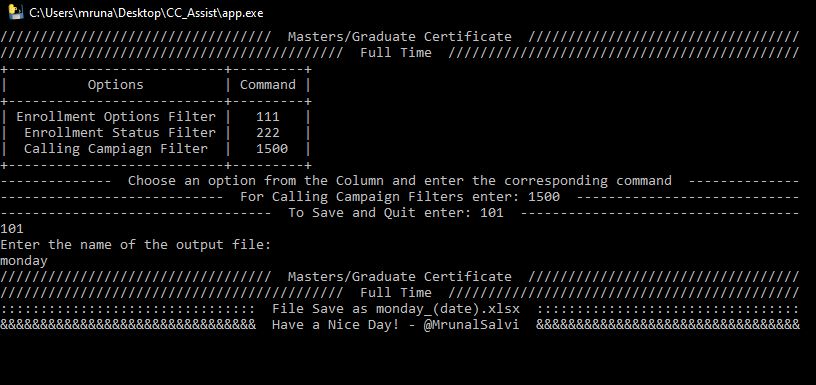 C:\Users\mruna\Desktop\CC_Assist\app.exe
//////////////////////////////////  Masters/Graduate Certificate  //////////////////////////////////
///////////////////////////////////////////  Full Time  ////////////////////////////////////////////
+---------------------------+---------+
|          Options          | Command |
+---------------------------+---------+
| Enrollment Options Filter |   111   |
|  Enrollment Status Filter |   222   |
|  Calling Campiagn Filter  |   1500  |
+---------------------------+---------+
--------------  Choose an option from the Column and enter the corresponding command  --------------
----------------------------  For Calling Campaign Filters enter: 1500  ----------------------------
----------------------------------  To Save and Quit enter: 101  -----------------------------------
101
Enter the name of the output file:
monday
//////////////////////////////////  Masters/Graduate Certificate  //////////////////////////////////
///////////////////////////////////////////  Full Time  ////////////////////////////////////////////
::::::::::::::::::::::::::::::::  File Save as monday_(date).xlsx  :::::::::::::::::::::::::::::::::
&&&&&&&&&&&&&&&&&&&&&&&&&&&&&&&&  Have a Nice Day! - @MrunalSalvi  &&&&&&&&&&&&&&&&&&&&&&&&&&&&&&&&&